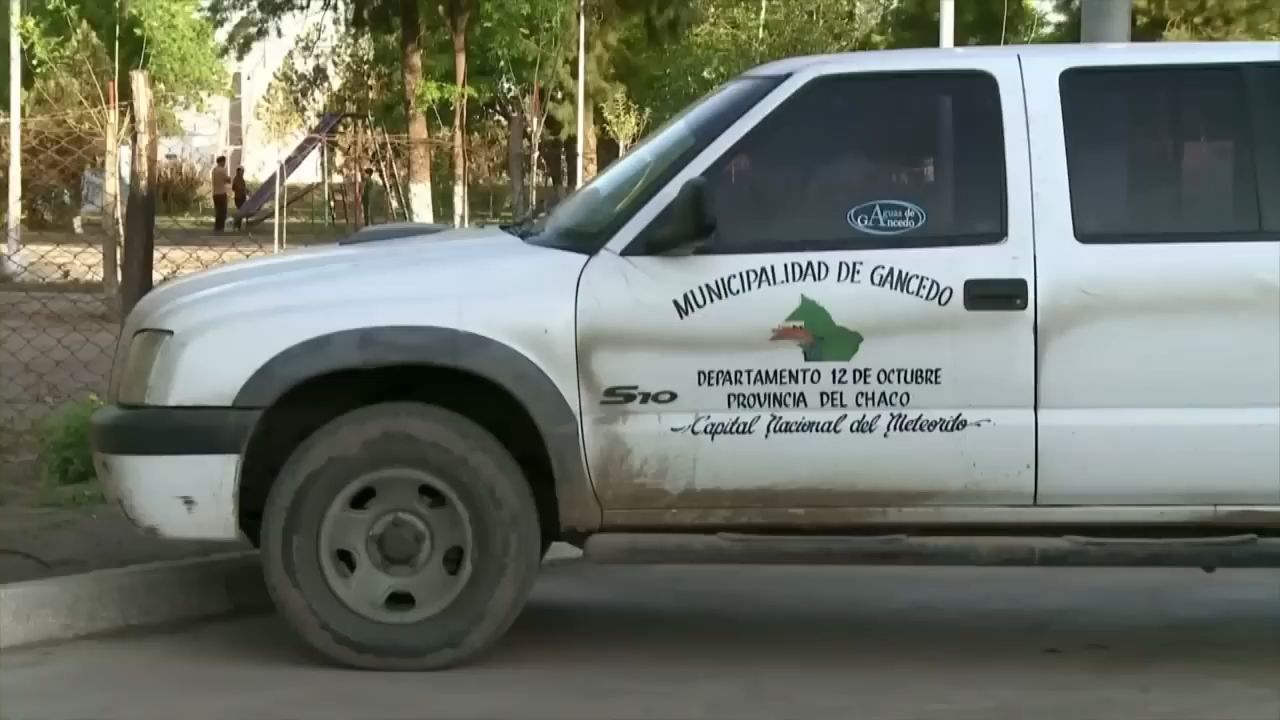 Aguas de
GAncedo
MUNICIPALIDAD DE GANCEDO
DEPARTAMENTO 12 DE OCTUBRE
S10
PROVINCIA DEL CHACO
Capital Nacional del Meteorito